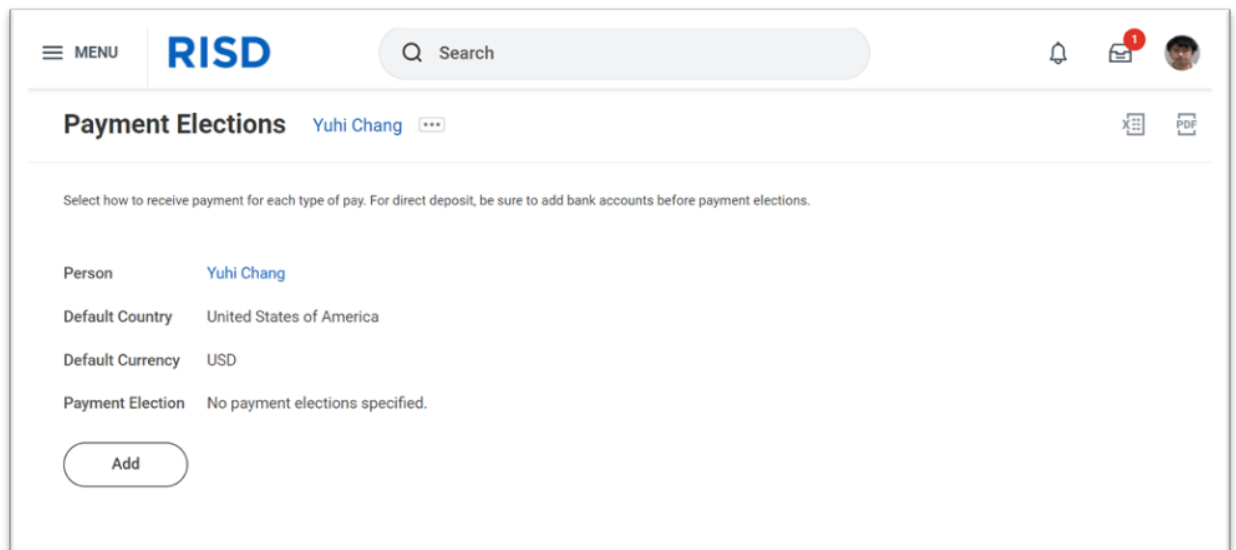 MENU RISD Search 1
Payment Elections Yuhi Chang
PDF
Select how to receive payment for each type of pay. For direct deposit, be sure to add bank accounts before payment elections.
Person Yuhi Chang
Default Country United States of America
Default Currency USD
Payment Election No payment elections specified.
Add